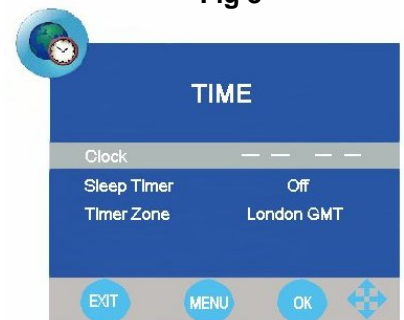 TIME
Clock — — — —
Sleep Timer Off
Timer Zone London GMT
EXIT MENU OK